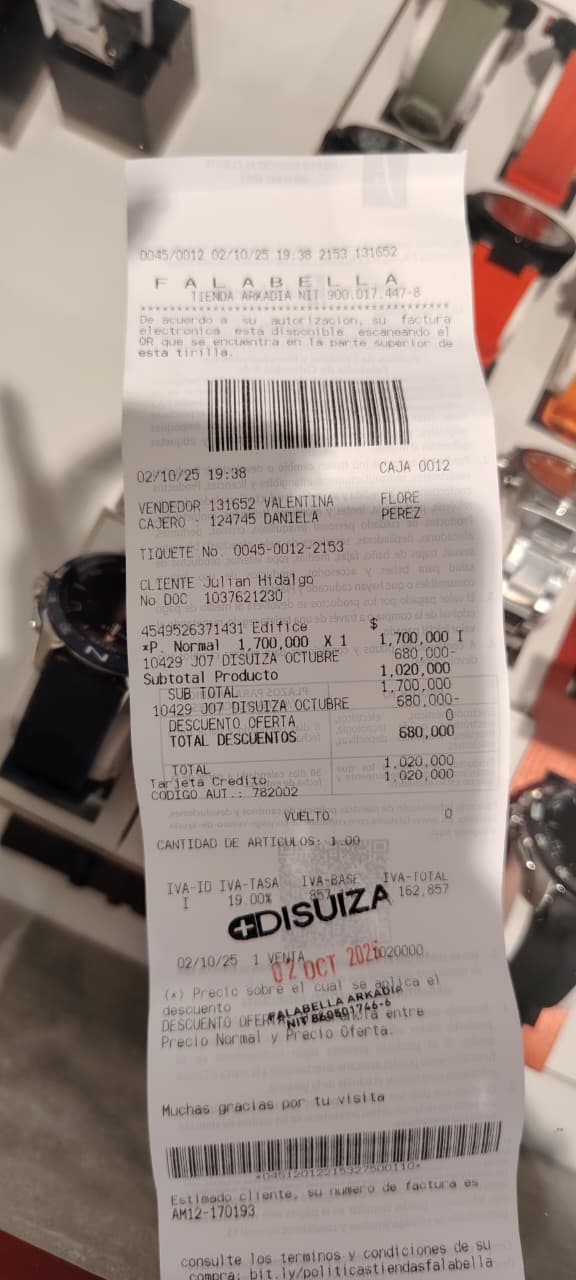 0045/0012 02/10/25 19:38 2153 131652
F A L A B E L L A
TIENDA ARKADIA NIT 900.017.447-8
****************************************
De acuerdo a su autorizacion, su factura
electronica esta disponible escaneando el
QR que se encuentra en la parte superior de
esta tirilla.
02/10/25 19:38 CAJA 0012
VENDEDOR 131652 VALENTINA FLORE
CAJERO : 124745 DANIELA PEREZ
TIQUETE No. 0045-0012-2153
CLIENTE Julian Hidalgo
No DOC 1037621230
4549526371431 Edifice $
*P. Normal 1,700,000 X 1 1,700,000 I
10429 J07 DISUIZA OCTUBRE 680,000-
Subtotal Producto 1,020,000
SUB TOTAL 1,700,000
10429 J07 DISUIZA OCTUBRE 680,000-
DESCUENTO OFERTA 0
TOTAL DESCUENTOS 680,000
TOTAL 1,020,000
Tarjeta Credito 1,020,000
CODIGO AUT.: 782002
VUELTO 0
CANTIDAD DE ARTICULOS: 1.00
IVA-ID IVA-TASA IVA-BASE IVA-TOTAL
I 19.00% 162,857
DISUIZA
02/10/25 1 VENTA 1020000
02 OCT 2025
(*) Precio sobre el cual se aplica el
descuento
FALABELLA ARKADIA
NIT 860501746-6
DESCUENTO entre
Precio Normal y Precio Oferta.
Muchas gracias por tu visita
Estimado cliente, su numero de factura es
AM12-170193
consulte los terminos y condiciones de su
compra: bit.ly/politicastiendasfalabella